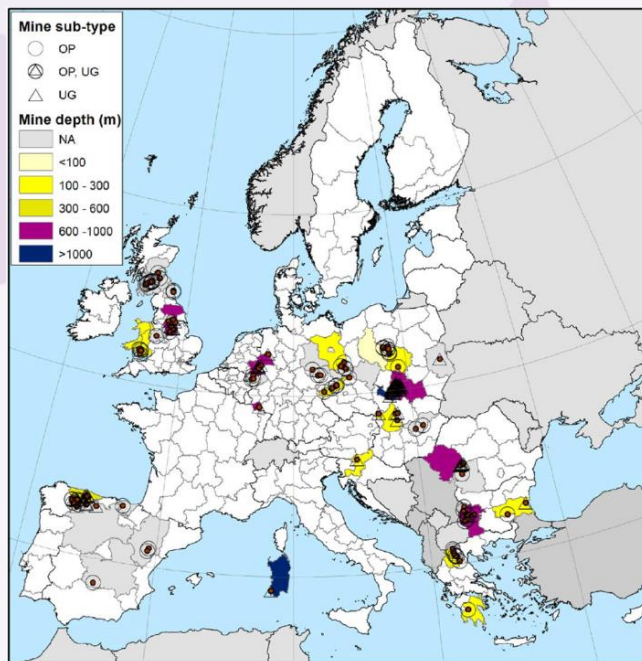 Mine sub-type
OP
OP, UG
UG
Mine depth (m)
NA
<100
100 - 300
300 - 600
600 -1000
>1000